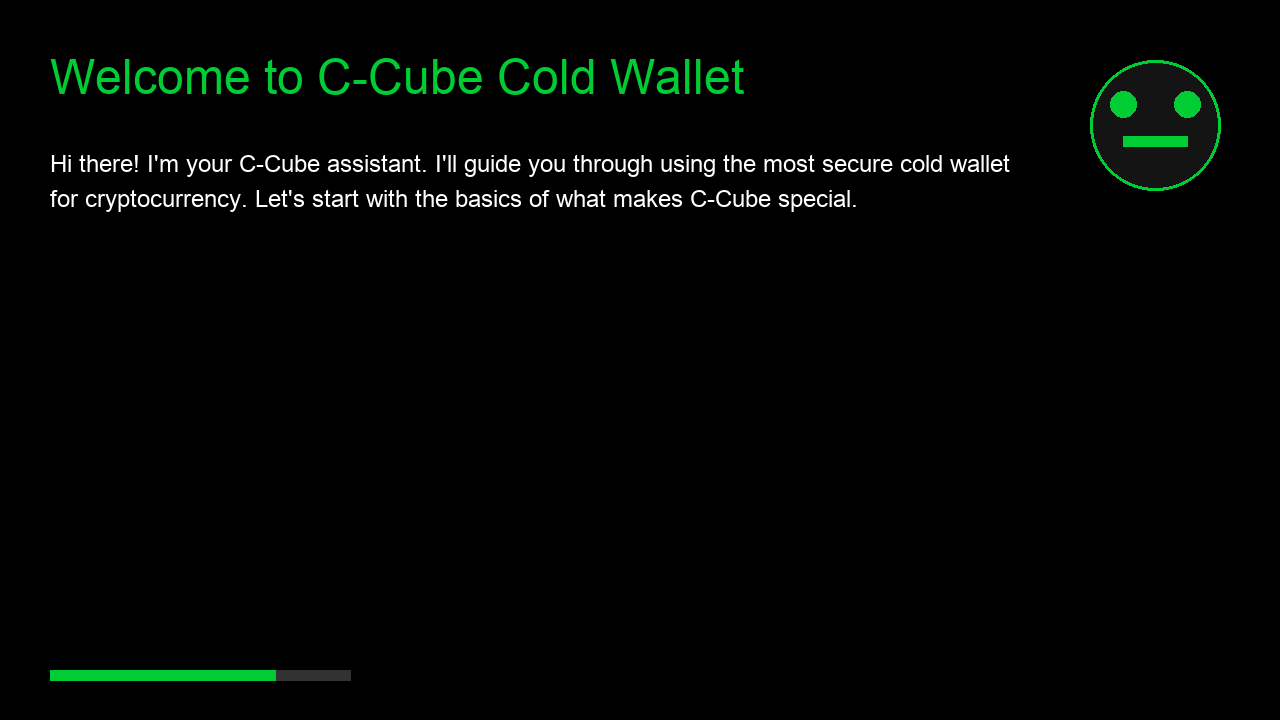 Welcome to C-Cube Cold Wallet
Hi there! I'm your C-Cube assistant. I'll guide you through using the most secure cold wallet
for cryptocurrency. Let's start with the basics of what makes C-Cube special.